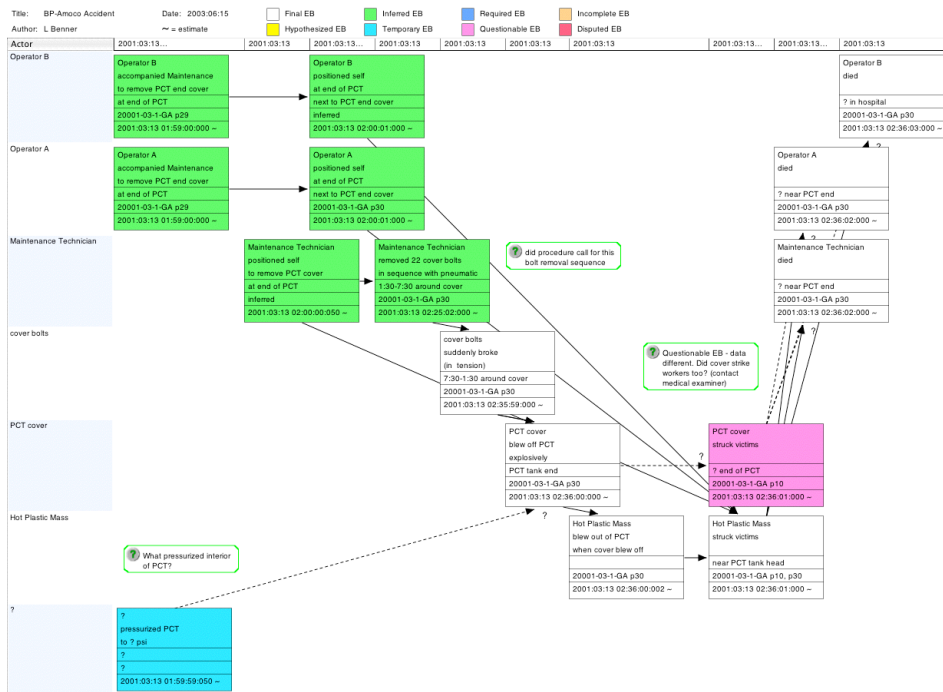 Title: BP-Amoco Accident Date: 2003:06:15 Final EB Inferred EB Required EB Incomplete EB
Author: L Benner ~ = estimate Hypothesized EB Temporary EB Questionable EB Disputed EB
Actor 2001:03:13... 2001:03:13 2001:03:13... 2001:03:13 2001:03:13 2001:03:13 2001:03:13 2001:03:13... 2001:03:13... 2001:03:13
Operator B
Operator B
accompanied Maintenance
to remove PCT end cover
at end of PCT
20001-03-1-GA p29
2001:03:13 01:59:00:000 ~
Operator B
positioned self
at end of PCT
next to PCT end cover
inferred
2001:03:13 02:00:01:000 ~
Operator B
died
? in hospital
20001-03-1-GA p30
2001:03:13 02:36:03:000 ~
?
Operator A
Operator A
accompanied Maintenance
to remove PCT end cover
at end of PCT
20001-03-1-GA p29
2001:03:13 01:59:00:000 ~
Operator A
positioned self
at end of PCT
next to PCT end cover
20001-03-1-GA p30
2001:03:13 02:00:01:000 ~
Operator A
died
? near PCT end
20001-03-1-GA p30
2001:03:13 02:36:02:000 ~
?
Maintenance Technician
Maintenance Technician
positioned self
to remove PCT cover
at end of PCT
inferred
2001:03:13 02:00:00:050 ~
Maintenance Technician
removed 22 cover bolts
in sequence with pneumatic
1:30-7:30 around cover
20001-03-1-GA p30
2001:03:13 02:25:02:000 ~
? did procedure call for this
bolt removal sequence
Maintenance Technician
died
? near PCT end
20001-03-1-GA p30
2001:03:13 02:36:02:000 ~
?
cover bolts
cover bolts
suddenly broke
(in tension)
7:30-1:30 around cover
20001-03-1-GA p30
2001:03:13 02:35:59:000 ~
? Questionable EB - data
different. Did cover strike
workers too? (contact
medical examiner)
PCT cover
PCT cover
blew off PCT
explosively
PCT tank end
20001-03-1-GA p30
2001:03:13 02:36:00:000 ~
?
?
PCT cover
struck victims
? end of PCT
20001-03-1-GA p10
2001:03:13 02:36:01:000 ~
Hot Plastic Mass
? What pressurized interior
of PCT?
Hot Plastic Mass
blew out of PCT
when cover blew off
20001-03-1-GA p30
2001:03:13 02:36:00:002 ~
Hot Plastic Mass
struck victims
near PCT tank head
20001-03-1-GA p10, p30
2001:03:13 02:36:01:000 ~
?
?
pressurized PCT
to ? psi
?
?
2001:03:13 01:59:59:050 ~